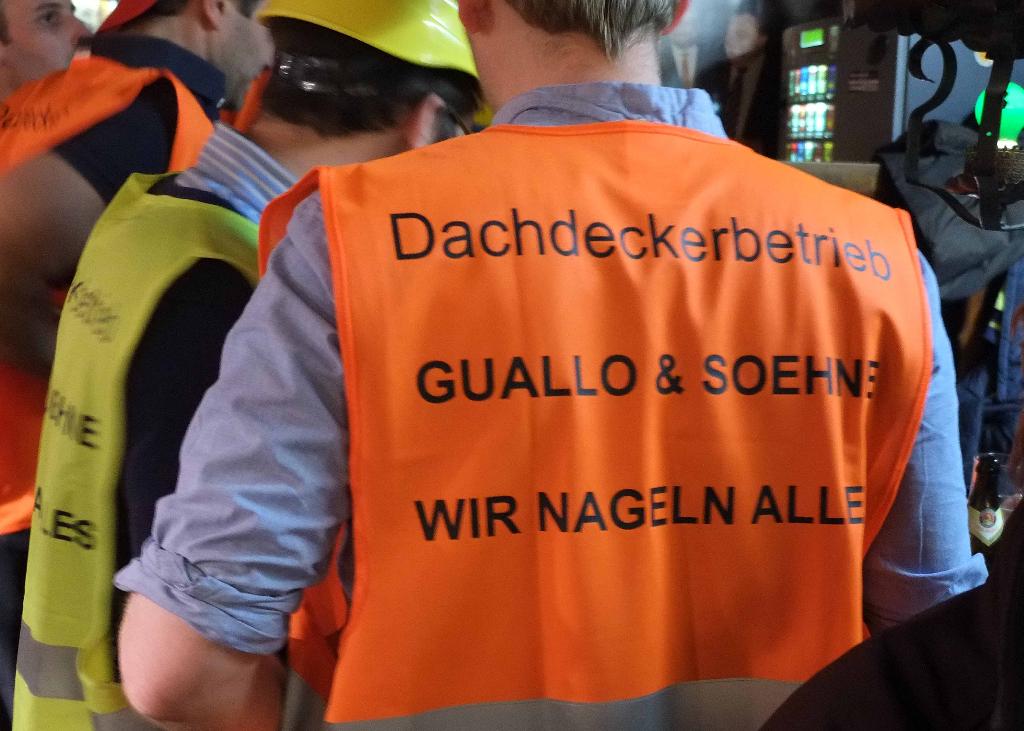 Dachdeckerbetrieb
GUALLO & SOEHNE
WIR NAGELN ALLE